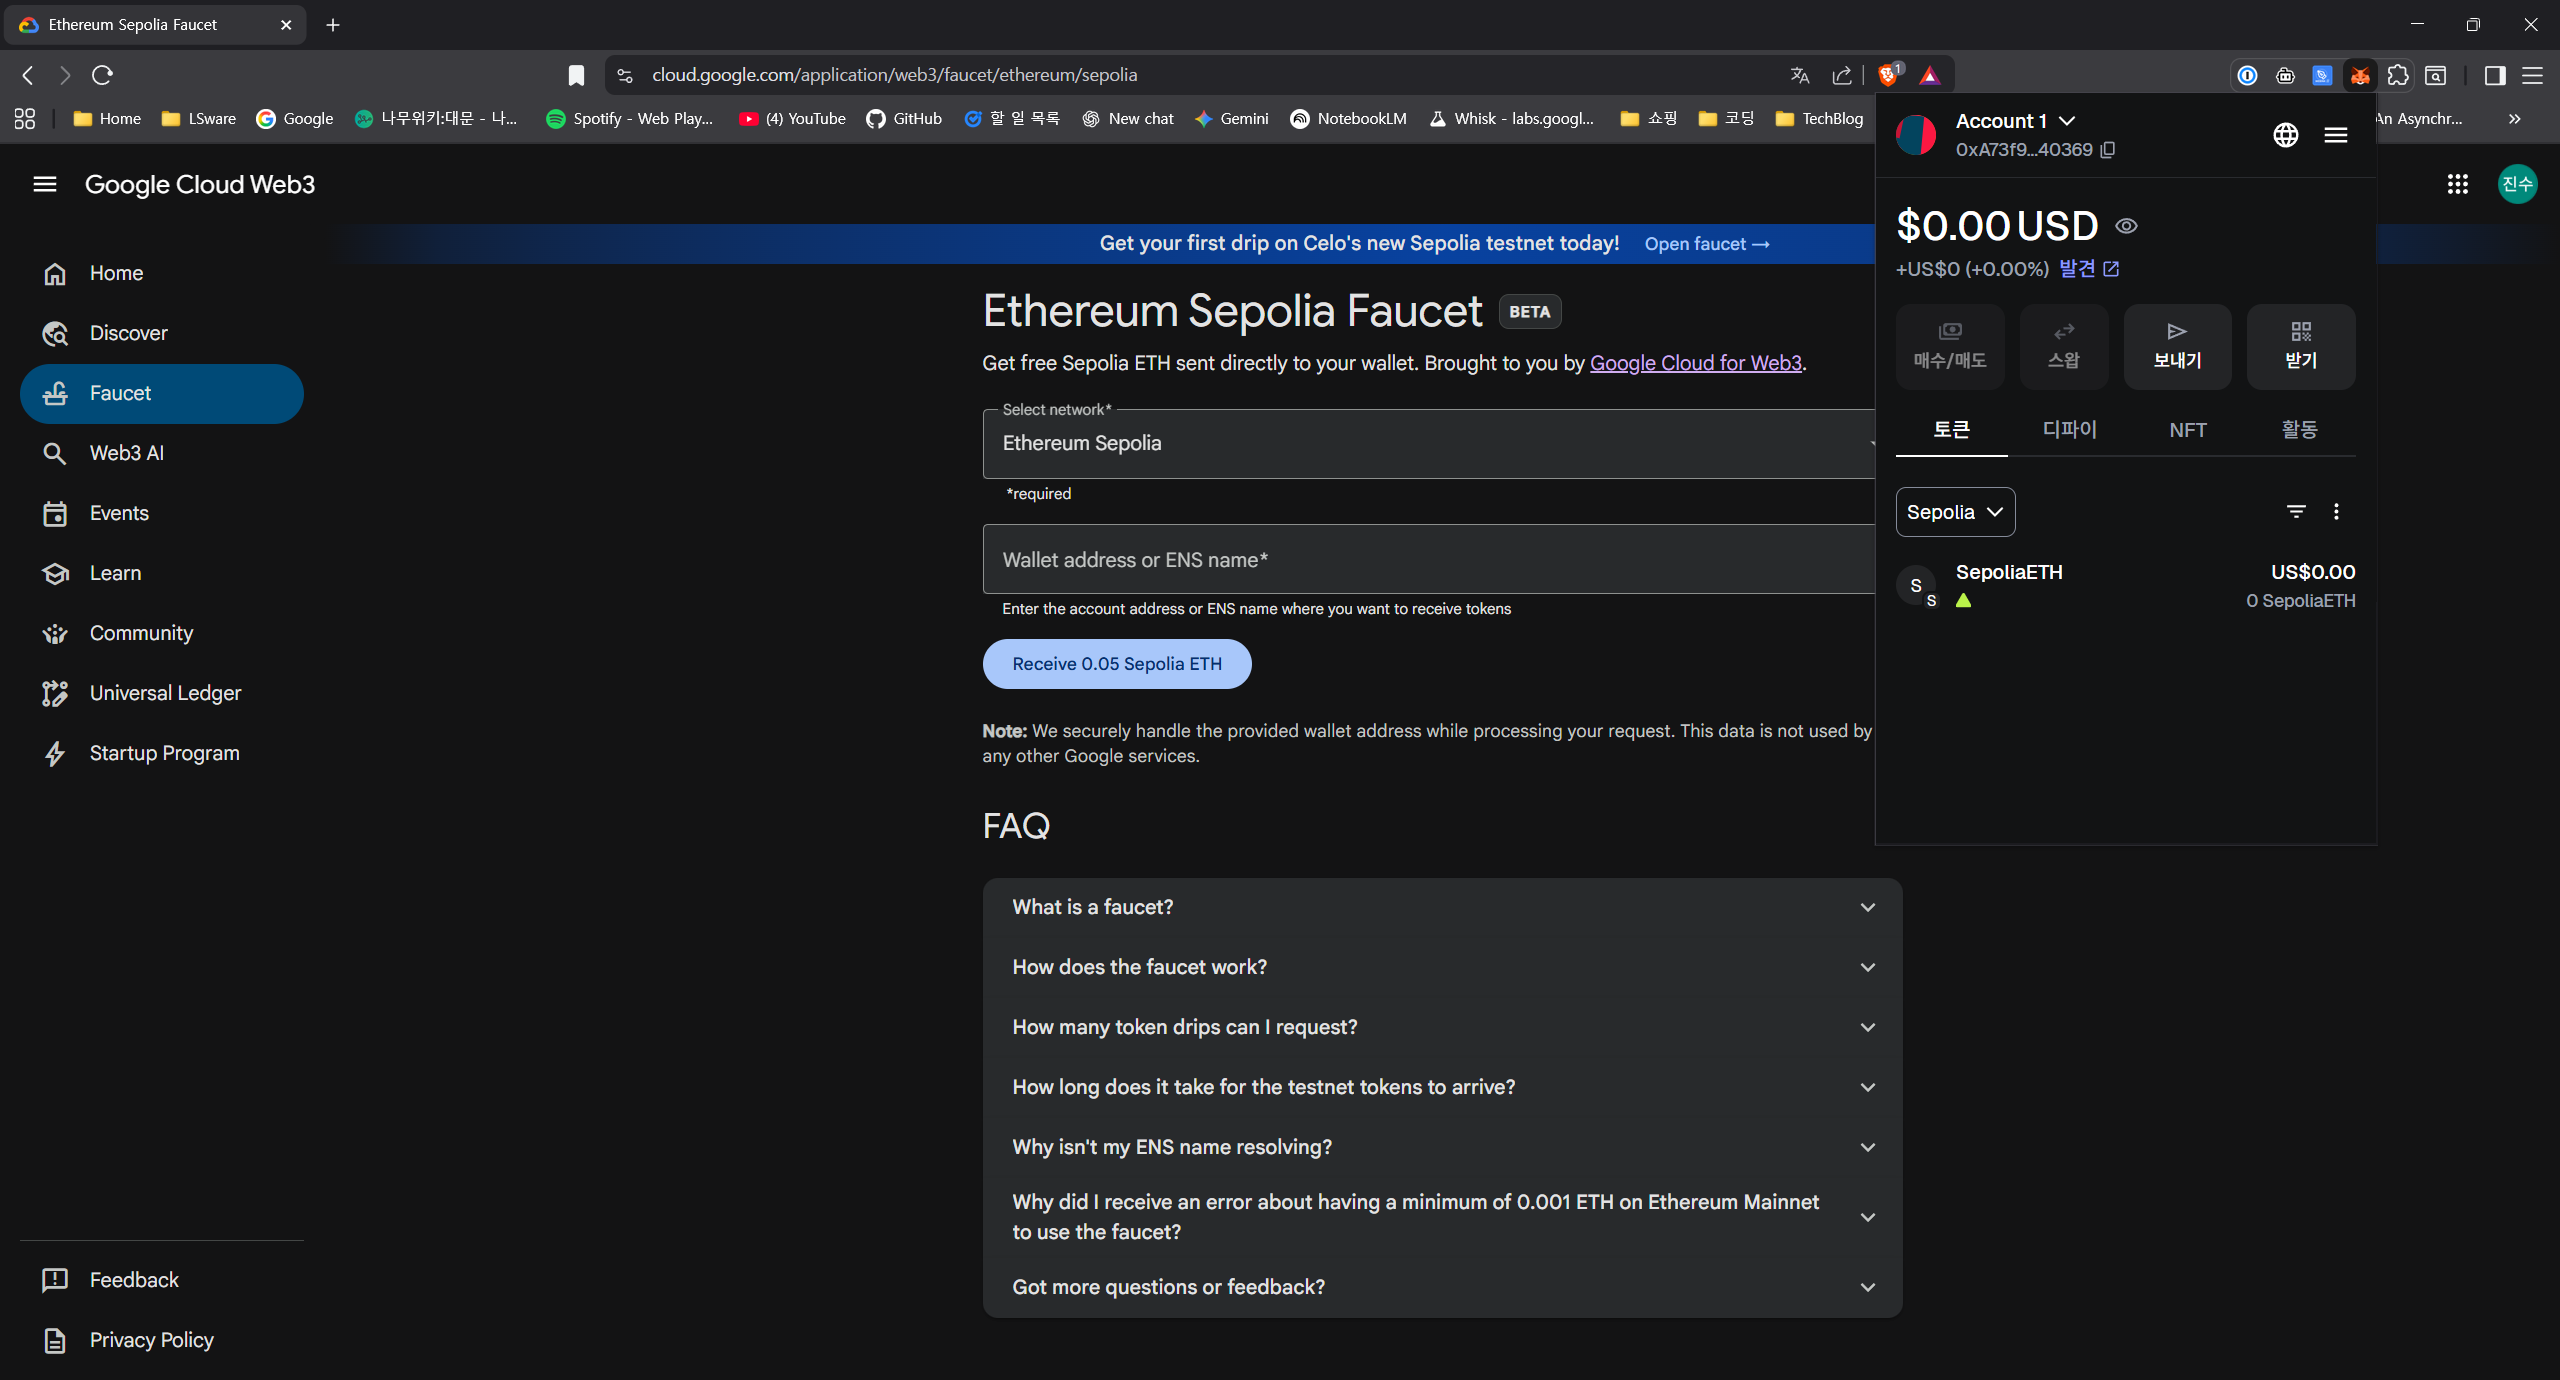 Ethereum Sepolia Faucet
cloud.google.com/application/web3/faucet/ethereum/sepolia
1
Home
LSware
Google
나무위키:대문 - 나...
Spotify - Web Play...
(4) YouTube
GitHub
할 일 목록
New chat
Gemini
NotebookLM
Whisk - labs.googl...
쇼핑
코딩
TechBlog
An Asynchr...
Google Cloud Web3
진수
Home
Discover
Faucet
Web3 AI
Events
Learn
Community
Universal Ledger
Startup Program
Feedback
Privacy Policy
Get your first drip on Celo's new Sepolia testnet today! Open faucet →
Ethereum Sepolia Faucet BETA
Get free Sepolia ETH sent directly to your wallet. Brought to you by Google Cloud for Web3.
Select network*
Ethereum Sepolia
*required
Wallet address or ENS name*
Enter the account address or ENS name where you want to receive tokens
Receive 0.05 Sepolia ETH
Note: We securely handle the provided wallet address while processing your request. This data is not used by
any other Google services.
FAQ
What is a faucet?
How does the faucet work?
How many token drips can I request?
How long does it take for the testnet tokens to arrive?
Why isn't my ENS name resolving?
Why did I receive an error about having a minimum of 0.001 ETH on Ethereum Mainnet
to use the faucet?
Got more questions or feedback?
Account 1
0xA73f9...40369
$0.00 USD
+US$0 (+0.00%) 발견
매수/매도
스왑
보내기
받기
토큰
디파이
NFT
활동
Sepolia
S
S
SepoliaETH
US$0.00
0 SepoliaETH